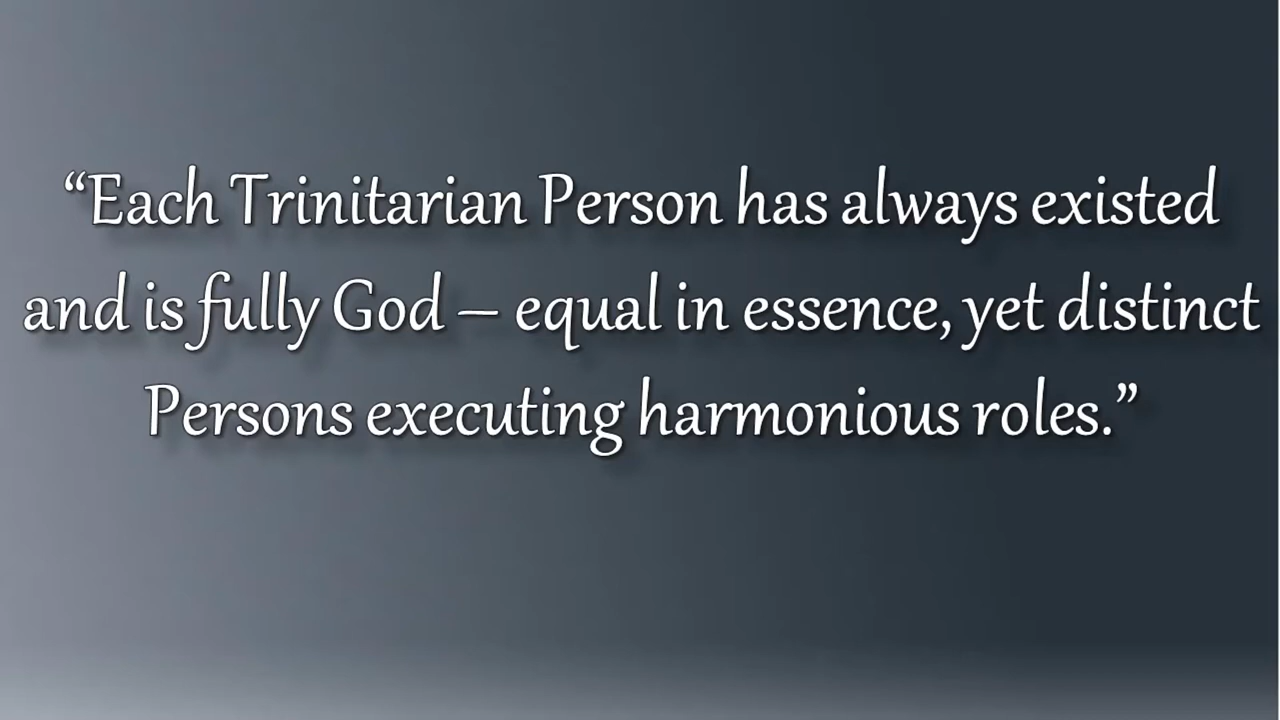 “Each Trinitarian Person has always existed
and is fully God – equal in essence, yet distinct
Persons executing harmonious roles.”